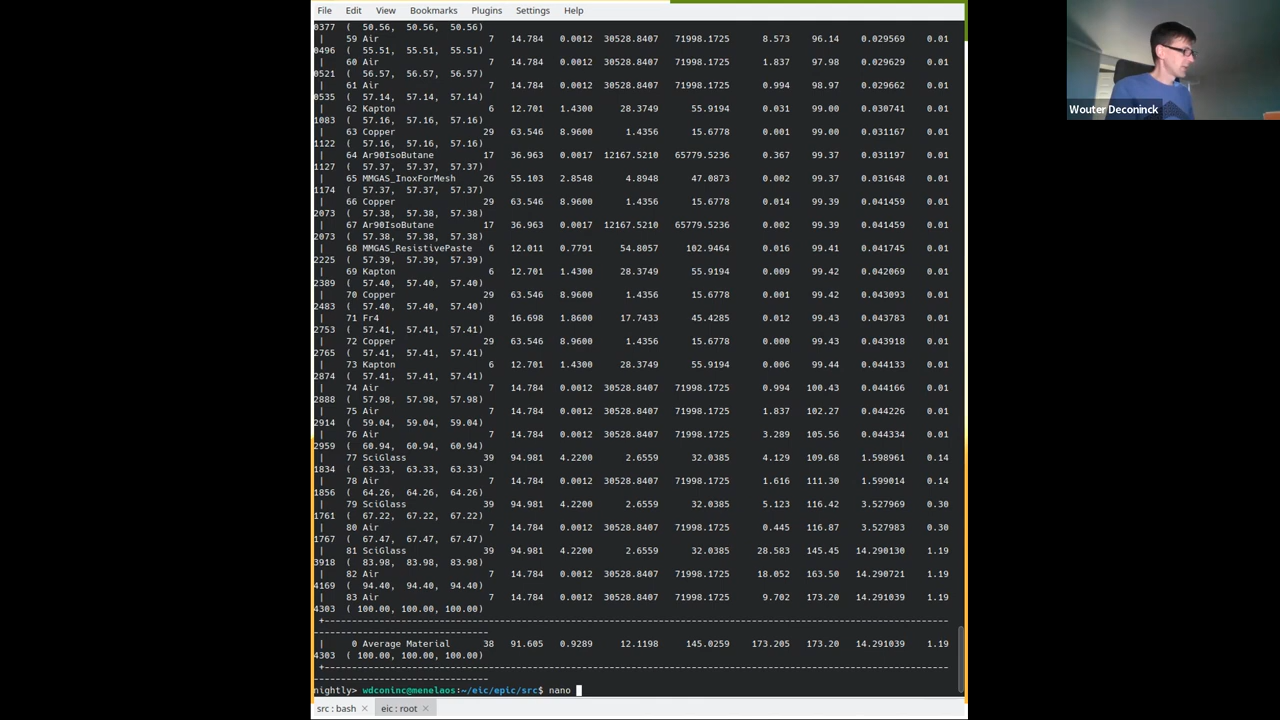 File Edit View Bookmarks Plugins Settings Help
0377 ( 50.56, 50.56, 50.56)
| 59 Air 7 14.784 0.0012 30528.8407 71998.1725 8.573 96.14 0.029569 0.01
0496 ( 55.51, 55.51, 55.51)
| 60 Air 7 14.784 0.0012 30528.8407 71998.1725 1.837 97.98 0.029629 0.01
0521 ( 56.57, 56.57, 56.57)
| 61 Air 7 14.784 0.0012 30528.8407 71998.1725 0.994 98.97 0.029662 0.01
0535 ( 57.14, 57.14, 57.14)
| 62 Kapton 6 12.701 1.4300 28.3749 55.9194 0.031 99.00 0.030741 0.01
1083 ( 57.16, 57.16, 57.16)
| 63 Copper 29 63.546 8.9600 1.4356 15.6778 0.001 99.00 0.031167 0.01
1122 ( 57.16, 57.16, 57.16)
| 64 Ar90IsoButane 17 36.963 0.0017 12167.5210 65779.5236 0.367 99.37 0.031197 0.01
1127 ( 57.37, 57.37, 57.37)
| 65 MMGAS_InoxForMesh 26 55.103 2.8548 4.8948 47.0873 0.002 99.37 0.031648 0.01
1174 ( 57.37, 57.37, 57.37)
| 66 Copper 29 63.546 8.9600 1.4356 15.6778 0.014 99.39 0.041459 0.01
2073 ( 57.38, 57.38, 57.38)
| 67 Ar90IsoButane 17 36.963 0.0017 12167.5210 65779.5236 0.002 99.39 0.041459 0.01
2073 ( 57.38, 57.38, 57.38)
| 68 MMGAS_ResistivePaste 6 12.011 0.7791 54.8057 102.9464 0.016 99.41 0.041745 0.01
2225 ( 57.39, 57.39, 57.39)
| 69 Kapton 6 12.701 1.4300 28.3749 55.9194 0.009 99.42 0.042069 0.01
2389 ( 57.40, 57.40, 57.40)
| 70 Copper 29 63.546 8.9600 1.4356 15.6778 0.001 99.42 0.043093 0.01
2483 ( 57.40, 57.40, 57.40)
| 71 Fr4 8 16.698 1.8600 17.7433 45.4285 0.012 99.43 0.043783 0.01
2753 ( 57.41, 57.41, 57.41)
| 72 Copper 29 63.546 8.9600 1.4356 15.6778 0.000 99.43 0.043918 0.01
2765 ( 57.41, 57.41, 57.41)
| 73 Kapton 6 12.701 1.4300 28.3749 55.9194 0.006 99.44 0.044133 0.01
2874 ( 57.41, 57.41, 57.41)
| 74 Air 7 14.784 0.0012 30528.8407 71998.1725 0.994 100.43 0.044166 0.01
2888 ( 57.98, 57.98, 57.98)
| 75 Air 7 14.784 0.0012 30528.8407 71998.1725 1.837 102.27 0.044226 0.01
2914 ( 59.04, 59.04, 59.04)
| 76 Air 7 14.784 0.0012 30528.8407 71998.1725 3.289 105.56 0.044334 0.01
2959 ( 60.94, 60.94, 60.94)
| 77 SciGlass 39 94.981 4.2200 2.6559 32.0385 4.129 109.68 1.598961 0.14
1834 ( 63.33, 63.33, 63.33)
| 78 Air 7 14.784 0.0012 30528.8407 71998.1725 1.616 111.30 1.599014 0.14
1856 ( 64.26, 64.26, 64.26)
| 79 SciGlass 39 94.981 4.2200 2.6559 32.0385 5.123 116.42 3.527969 0.30
1761 ( 67.22, 67.22, 67.22)
| 80 Air 7 14.784 0.0012 30528.8407 71998.1725 0.445 116.87 3.527983 0.30
1767 ( 67.47, 67.47, 67.47)
| 81 SciGlass 39 94.981 4.2200 2.6559 32.0385 28.583 145.45 14.290130 1.19
3918 ( 83.98, 83.98, 83.98)
| 82 Air 7 14.784 0.0012 30528.8407 71998.1725 18.052 163.50 14.290721 1.19
4169 ( 94.40, 94.40, 94.40)
| 83 Air 7 14.784 0.0012 30528.8407 71998.1725 9.702 173.20 14.291039 1.19
4303 ( 100.00, 100.00, 100.00)
| 0 Average Material 38 91.605 0.9289 12.1198 145.0259 173.205 173.20 14.291039 1.19
4303 ( 100.00, 100.00, 100.00)
nightly> wdconinc@menelaos:~/eic/epic/src$ nano
src : bash eic : root
Wouter Deconinck